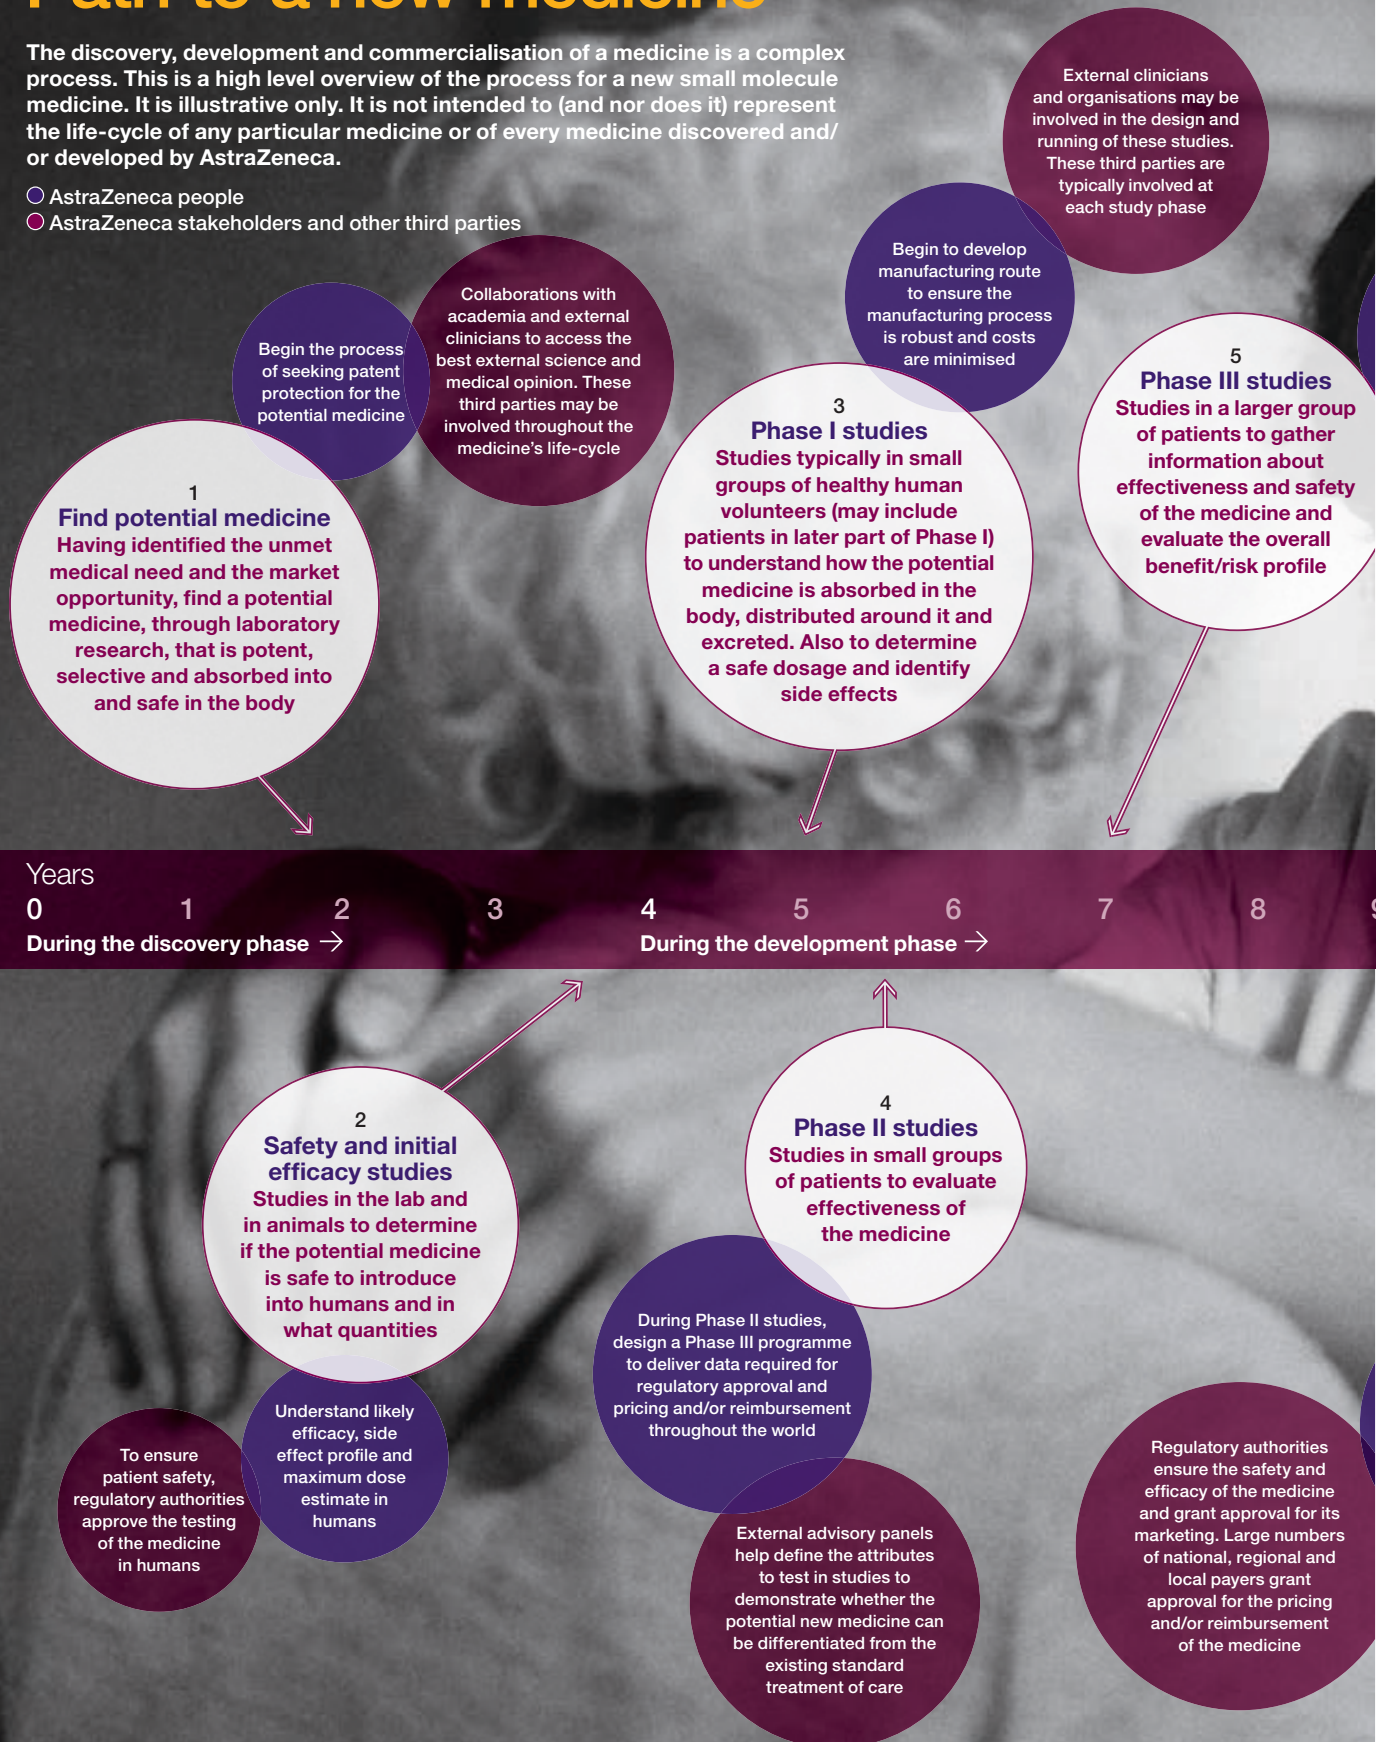 Path to a new medicine
The discovery, development and commercialisation of a medicine is a complex
process. This is a high level overview of the process for a new small molecule
medicine. It is illustrative only. It is not intended to (and nor does it) represent
the life-cycle of any particular medicine or of every medicine discovered and/
or developed by AstraZeneca.
AstraZeneca people
AstraZeneca stakeholders and other third parties
Begin the process
of seeking patent
protection for the
potential medicine
Collaborations with
academia and external
clinicians to access the
best external science and
medical opinion. These
third parties may be
involved throughout the
medicine's life-cycle
Begin to develop
manufacturing route
to ensure the
manufacturing process
is robust and costs
are minimised
External clinicians
and organisations may be
involved in the design and
running of these studies.
These third parties are
typically involved at
each study phase
1
Find potential medicine
Having identified the unmet
medical need and the market
opportunity, find a potential
medicine, through laboratory
research, that is potent,
selective and absorbed into
and safe in the body
3
Phase I studies
Studies typically in small
groups of healthy human
volunteers (may include
patients in later part of Phase I)
to understand how the potential
medicine is absorbed in the
body, distributed around it and
excreted. Also to determine
a safe dosage and identify
side effects
5
Phase III studies
Studies in a larger group
of patients to gather
information about
effectiveness and safety
of the medicine and
evaluate the overall
benefit/risk profile
Years
0 1 2 3 4 5 6 7 8 9
During the discovery phase → During the development phase →
2
Safety and initial
efficacy studies
Studies in the lab and
in animals to determine
if the potential medicine
is safe to introduce
into humans and in
what quantities
4
Phase II studies
Studies in small groups
of patients to evaluate
effectiveness of
the medicine
To ensure
patient safety,
regulatory authorities
approve the testing
of the medicine
in humans
Understand likely
efficacy, side
effect profile and
maximum dose
estimate in
humans
During Phase II studies,
design a Phase III programme
to deliver data required for
regulatory approval and
pricing and/or reimbursement
throughout the world
External advisory panels
help define the attributes
to test in studies to
demonstrate whether the
potential new medicine can
be differentiated from the
existing standard
treatment of care
Regulatory authorities
ensure the safety and
efficacy of the medicine
and grant approval for its
marketing. Large numbers
of national, regional and
local payers grant
approval for the pricing
and/or reimbursement
of the medicine